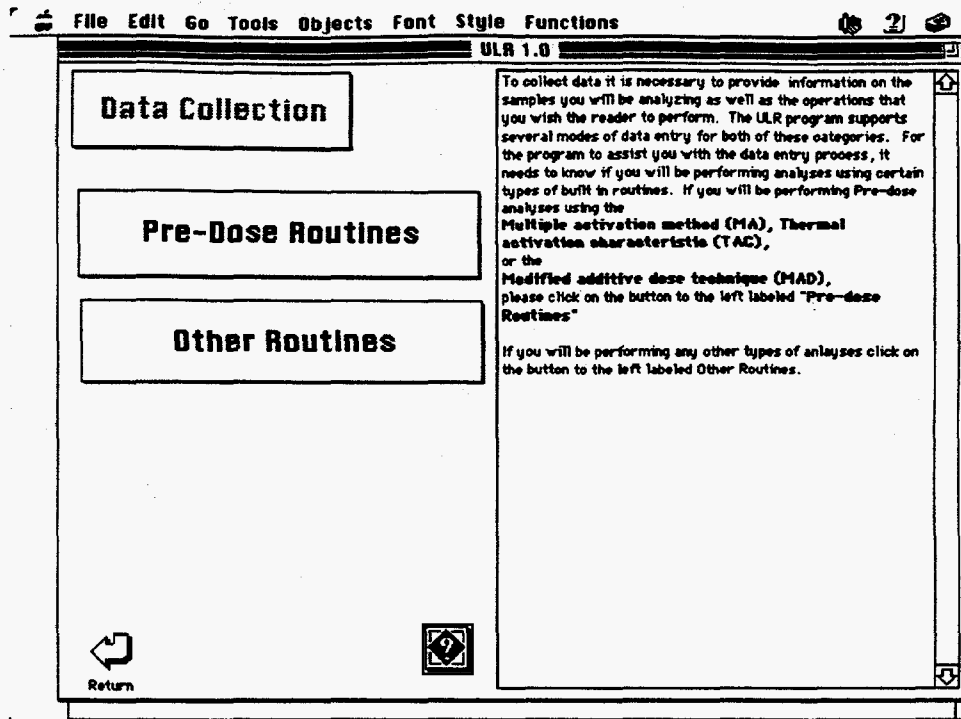 File Edit Go Tools Objects Font Style Functions
ULR 1.0
Data Collection
Pre-Dose Routines
Other Routines
To collect data it is necessary to provide information on the
samples you will be analyzing as well as the operations that
you wish the reader to perform. The ULR program supports
several modes of data entry for both of these categories. For
the program to assist you with the data entry process, it
needs to know if you will be performing analyses using certain
types of built in routines. If you will be performing Pre-dose
analyses using the
Multiple activation method (MA), Thermal
activation characteristic (TAC),
or the
Modified additive dose technique (MAD),
please click on the button to the left labeled "Pre-dose
Routines"
If you will be performing any other types of anlayses click on
the button to the left labeled Other Routines.
?
Return